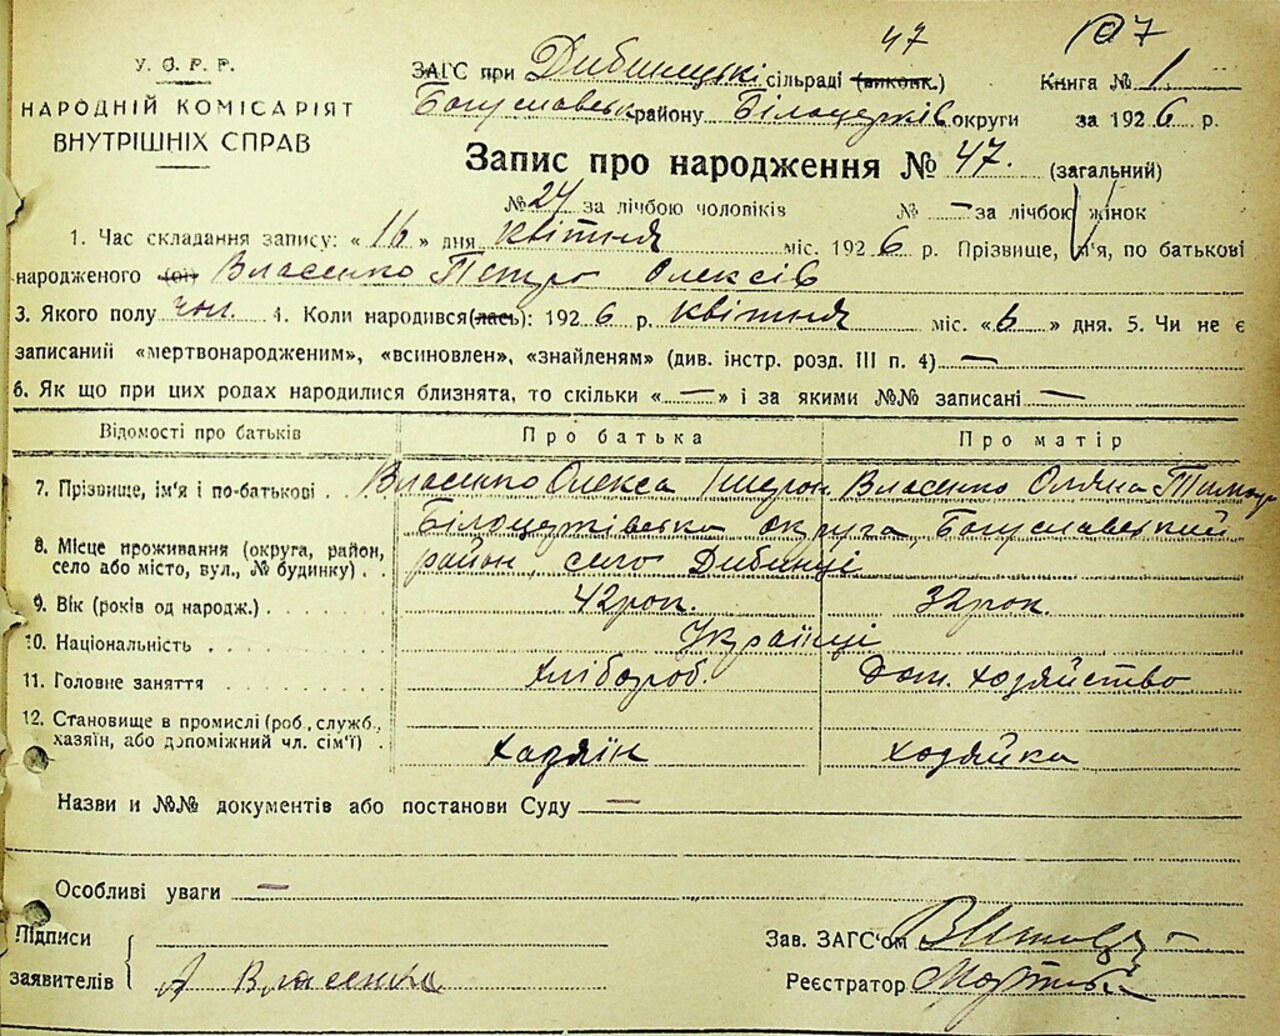 47 107
У. С. Р. Р.
НАРОДНІЙ КОМІСАРІЯТ
ВНУТРІШНІХ СПРАВ
ЗАГС при Дибинецькі сільраді (виконк.) Книга № 1
Богуславськ району Білоцерків округи за 1926 р.
Запис про народження № 47. (загальний)
№ 24 за лічбою чоловіків № — за лічбою жінок
1. Час складання запису: « 16 » дня квітня міс. 1926 р. Прізвище, ім'я, по батькові
народженого (ої) Власенко Петро Олексів
3. Якого полу чол. 4. Коли народився(лась): 1926 р. квітня міс. « 6 » дня. 5. Чи не є
записаний «мертвонародженим», «всиновлен», «знайленям» (див. інстр. розд. III п. 4) —
6. Як що при цих родах народилися близнята, то скільки « — » і за якими №№ записані —
Відомості про батьків Про батька Про матір
7. Прізвище, ім'я і по-батькові Власенко Олекса Власенко Оляна
Білоцерківська округа, Богуславський
8. Місце проживання (округа, район,
село або місто, вул., № будинку) район, село Дибинці
9. Вік (років од народж.) 42 рок. 32 рок.
10. Національність Українці
11. Головне заняття хлібороб. Дом. хозяйство
12. Становище в промислі (роб., служб.,
хазяїн, або допоміжний чл. сім'ї) хазяїн хозяйка
Назви и №№ документів або постанови Суду —
Особливі уваги —
Підписи
заявителів А Власенко
Зав. ЗАГС'ом
Реєстратор